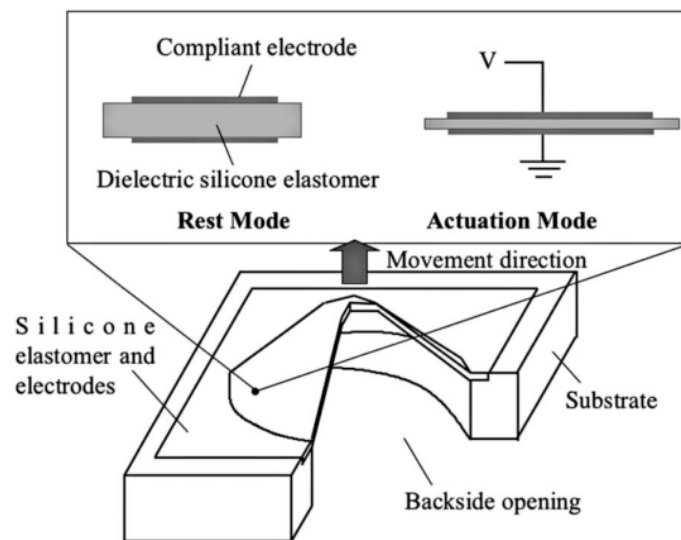 Compliant electrode
V
Dielectric silicone elastomer
Rest Mode
Actuation Mode
Movement direction
Silicone
elastomer and
electrodes
Substrate
Backside opening